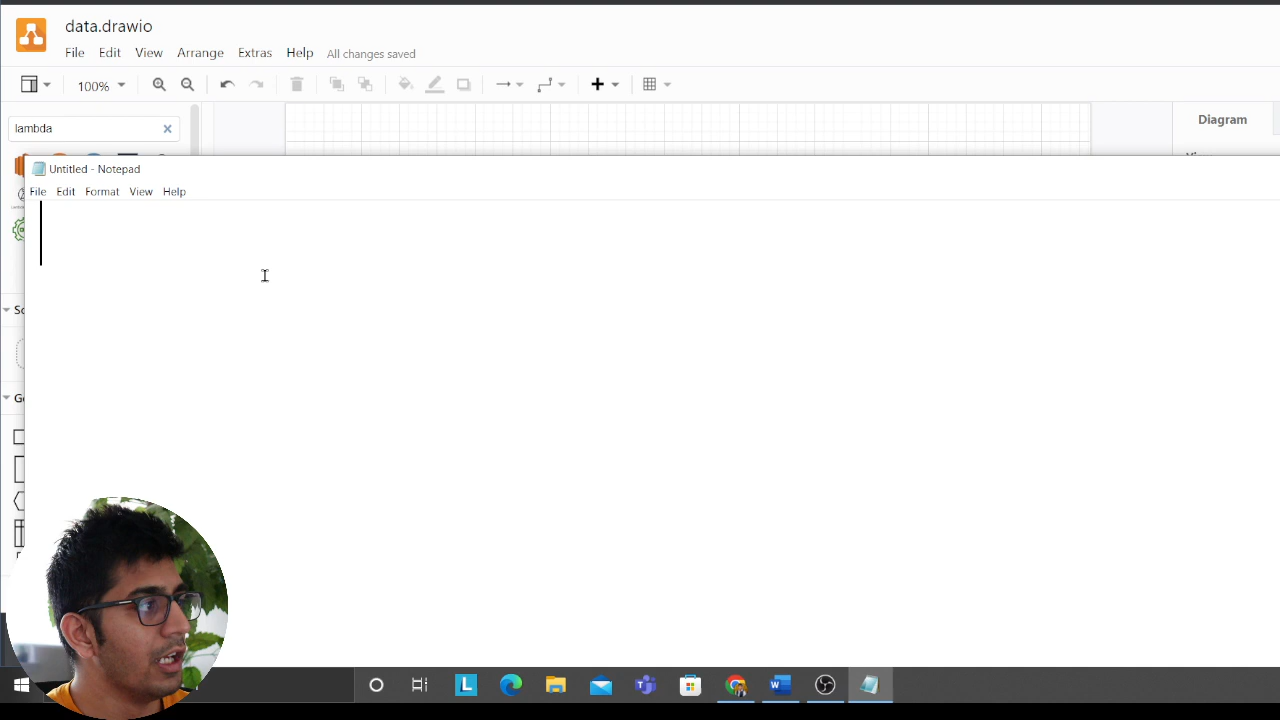 data.drawio
File Edit View Arrange Extras Help All changes saved
100%
lambda
Diagram
Untitled - Notepad
File Edit Format View Help